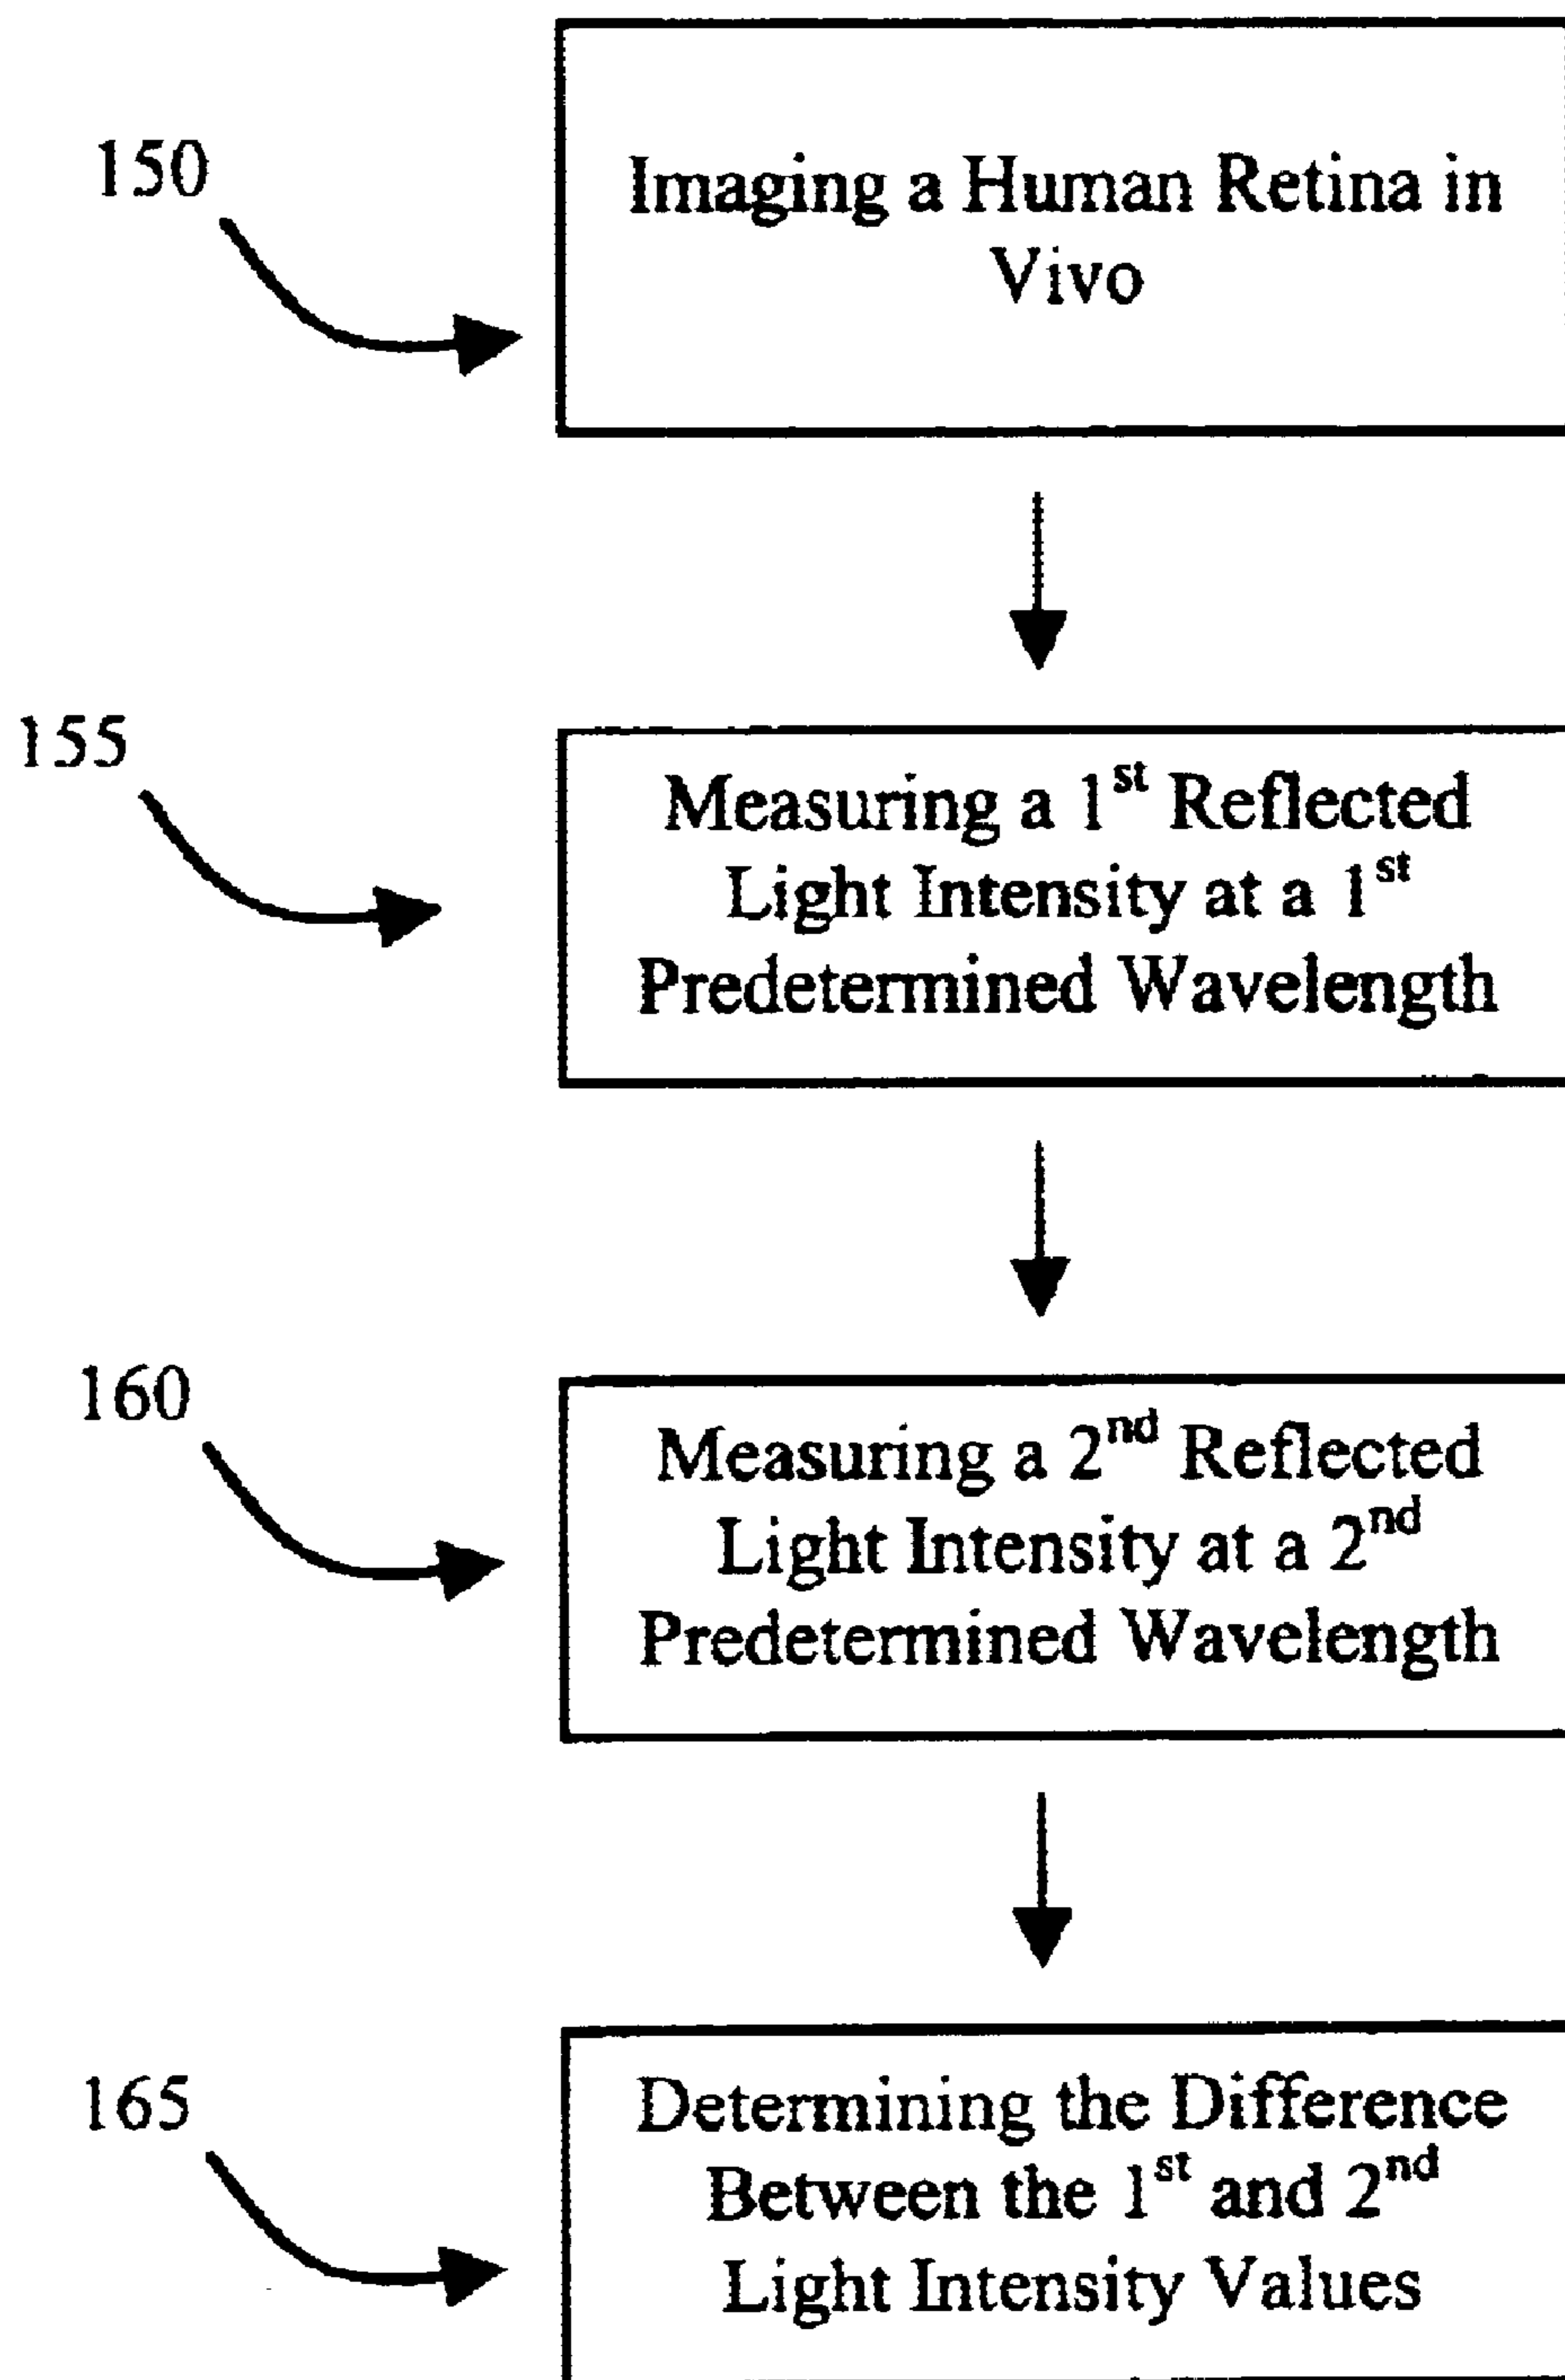 150
Imaging a Human Retina in
Vivo
155
Measuring a 1st Reflected
Light Intensity at a 1st
Predetermined Wavelength
160
Measuring a 2nd Reflected
Light Intensity at a 2nd
Predetermined Wavelength
165
Determining the Difference
Between the 1st and 2nd
Light Intensity Values